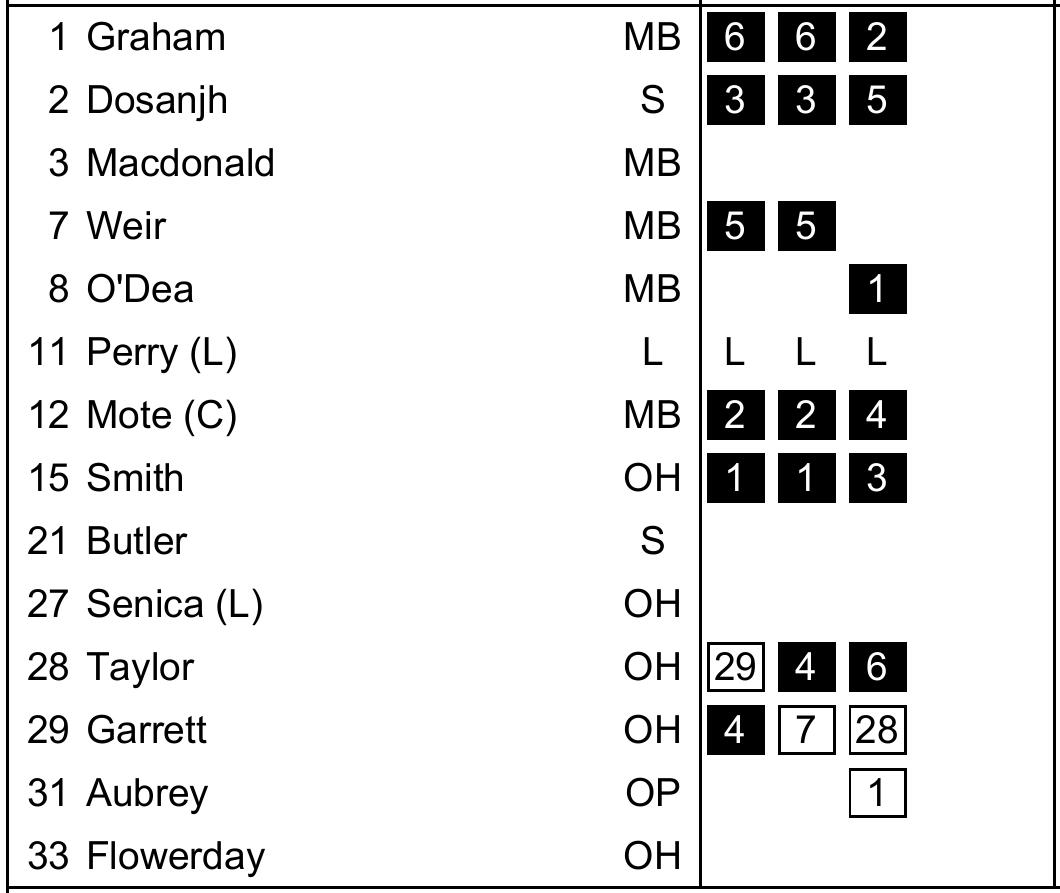 1 Graham MB 6 6 2
2 Dosanjh S 3 3 5
3 Macdonald MB
7 Weir MB 5 5
8 O'Dea MB 1
11 Perry (L) L L L L
12 Mote (C) MB 2 2 4
15 Smith OH 1 1 3
21 Butler S
27 Senica (L) OH
28 Taylor OH 29 4 6
29 Garrett OH 4 7 28
31 Aubrey OP 1
33 Flowerday OH